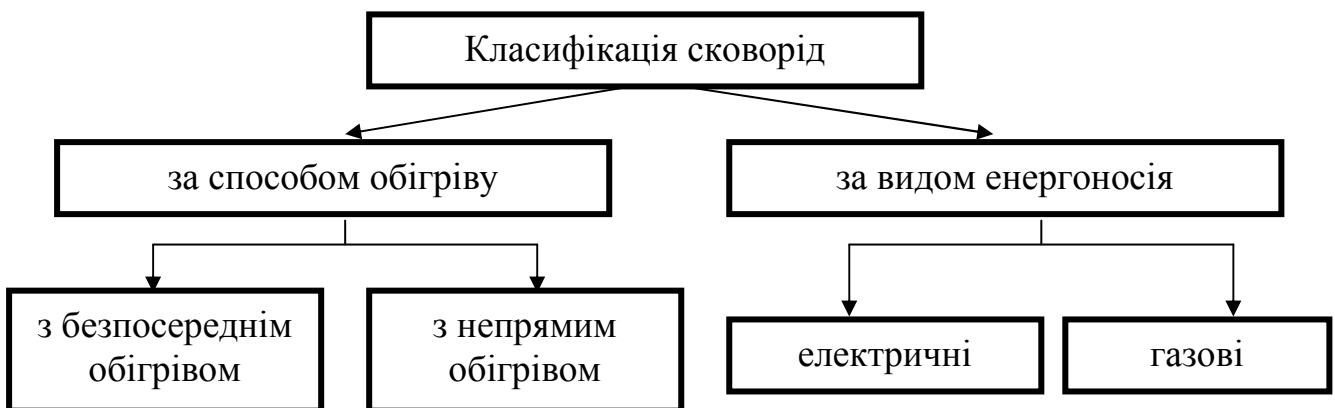 Класифікація сковорід
за способом обігріву
за видом енергоносія
з безпосереднім
обігрівом
з непрямим
обігрівом
електричні
газові